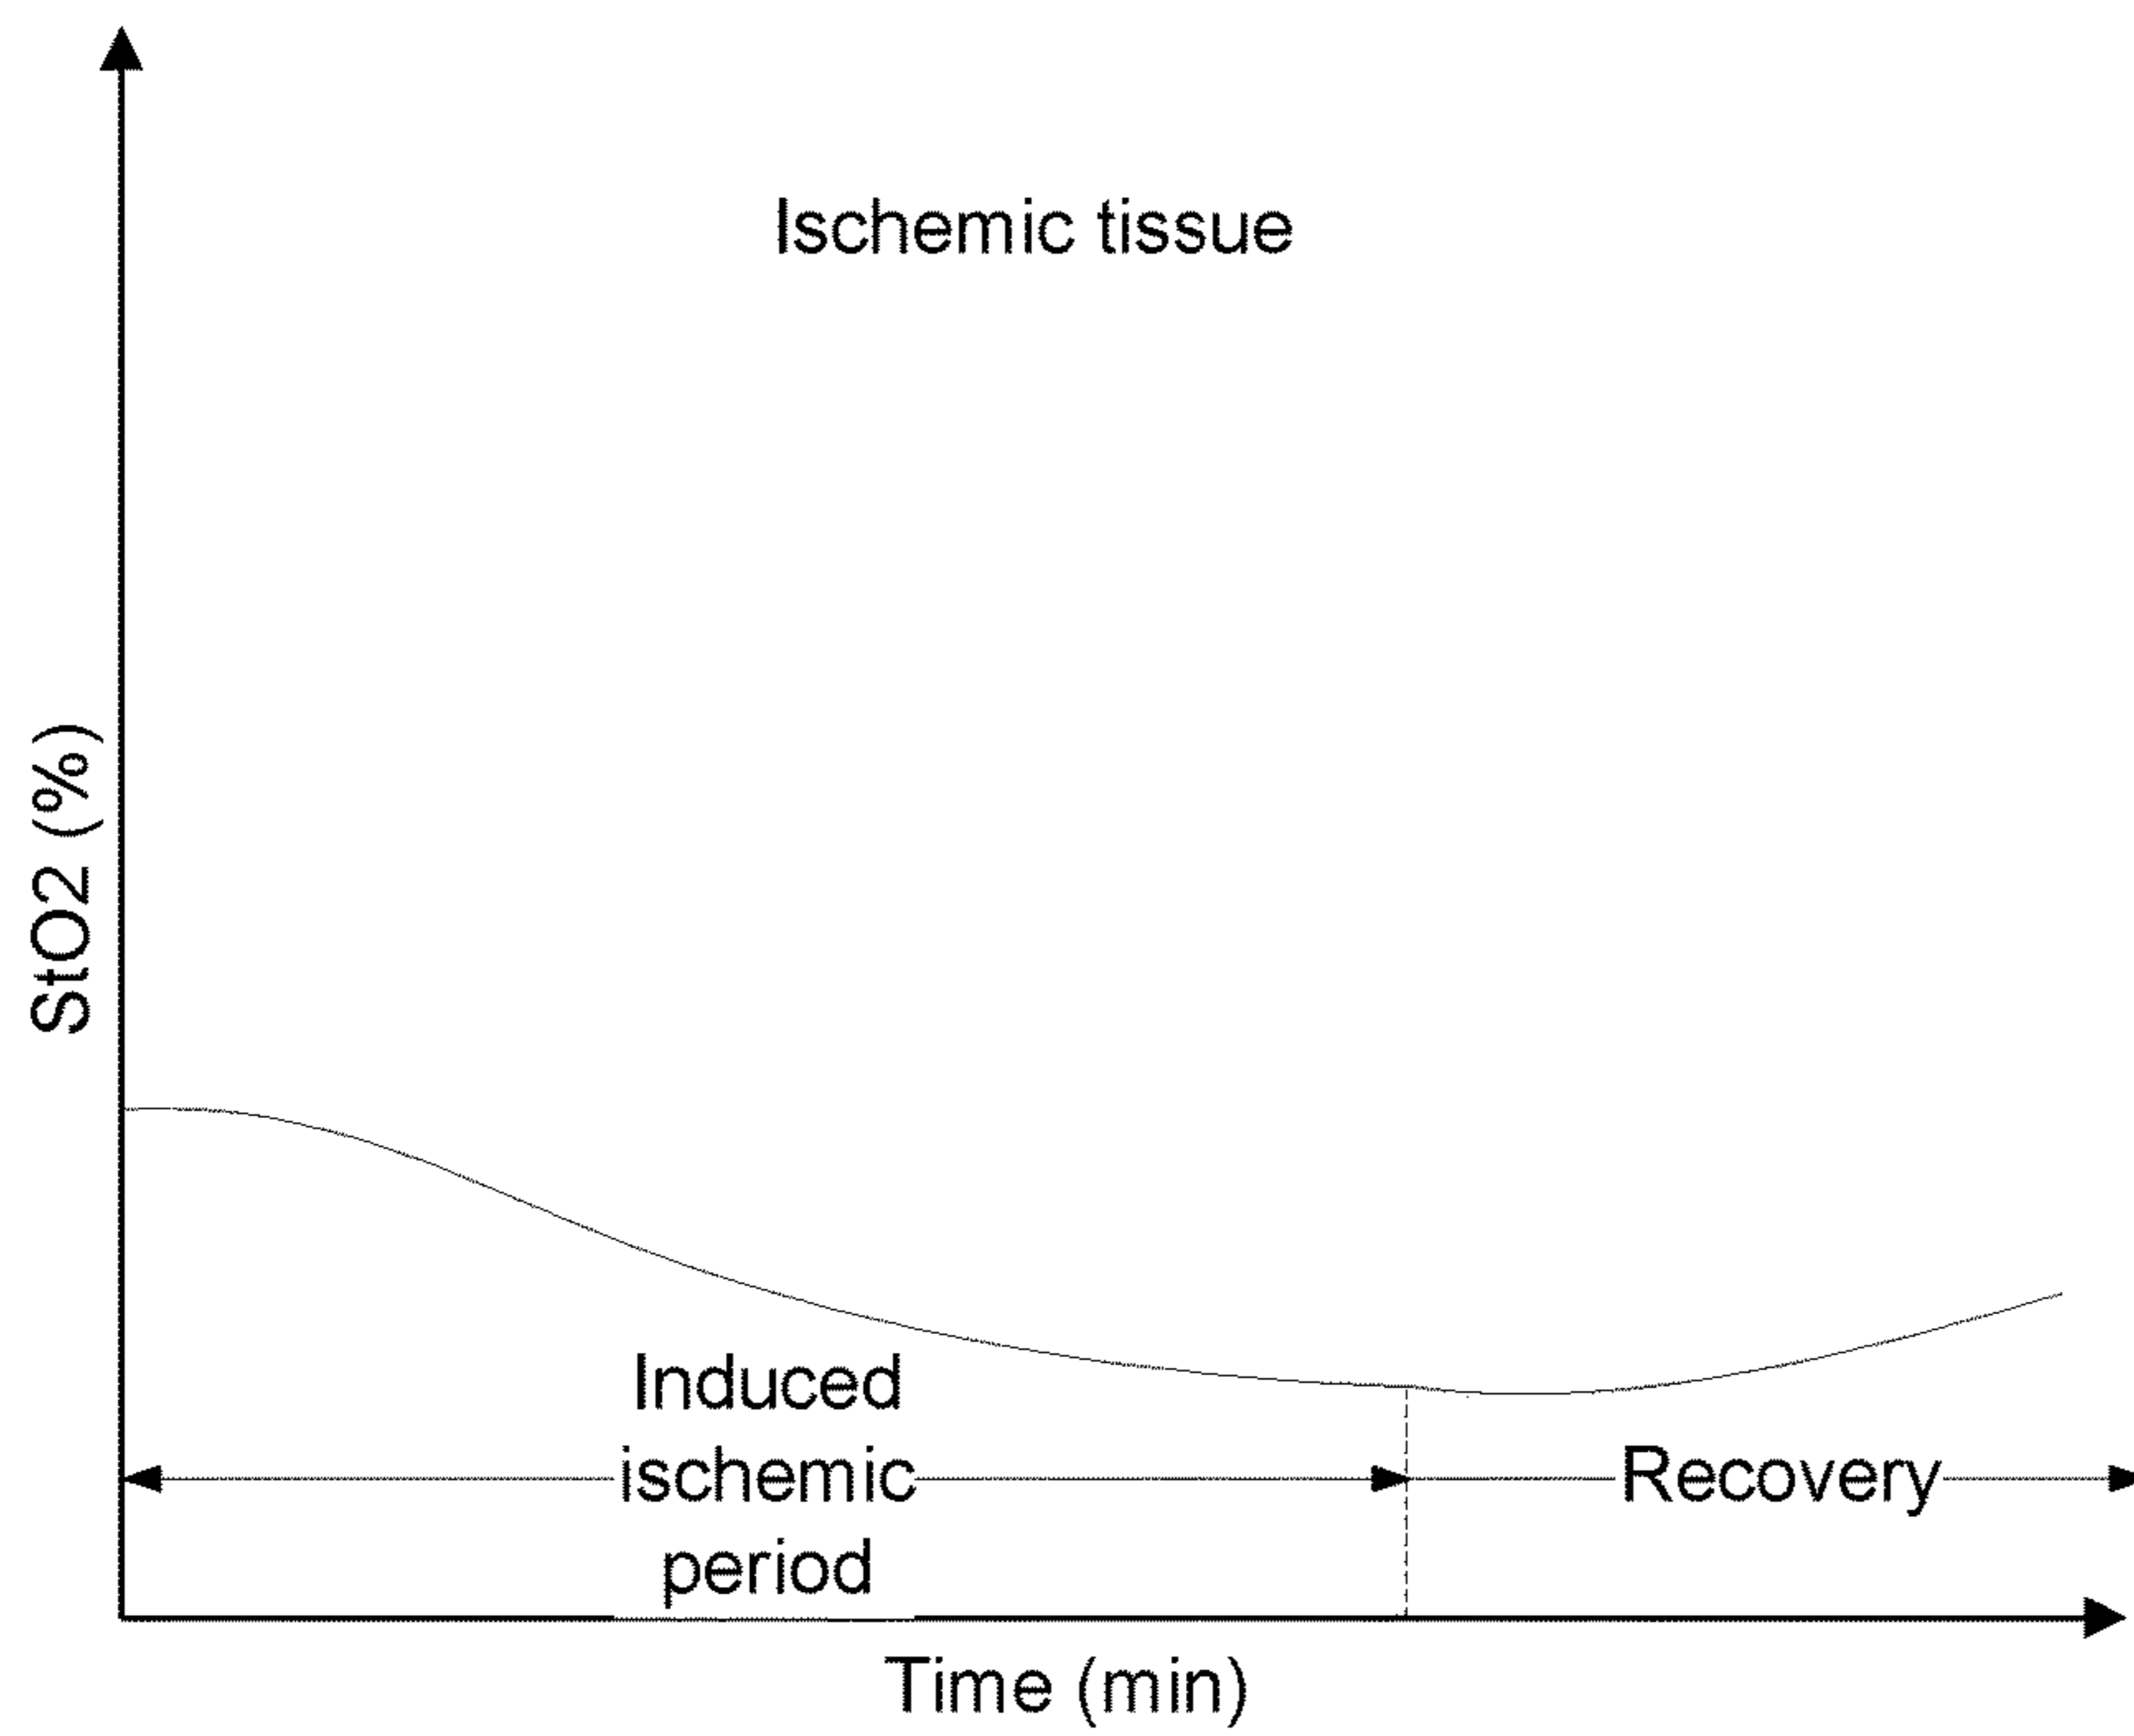 Ischemic tissue
StO2 (%)
Induced
ischemic
period
Recovery
Time (min)